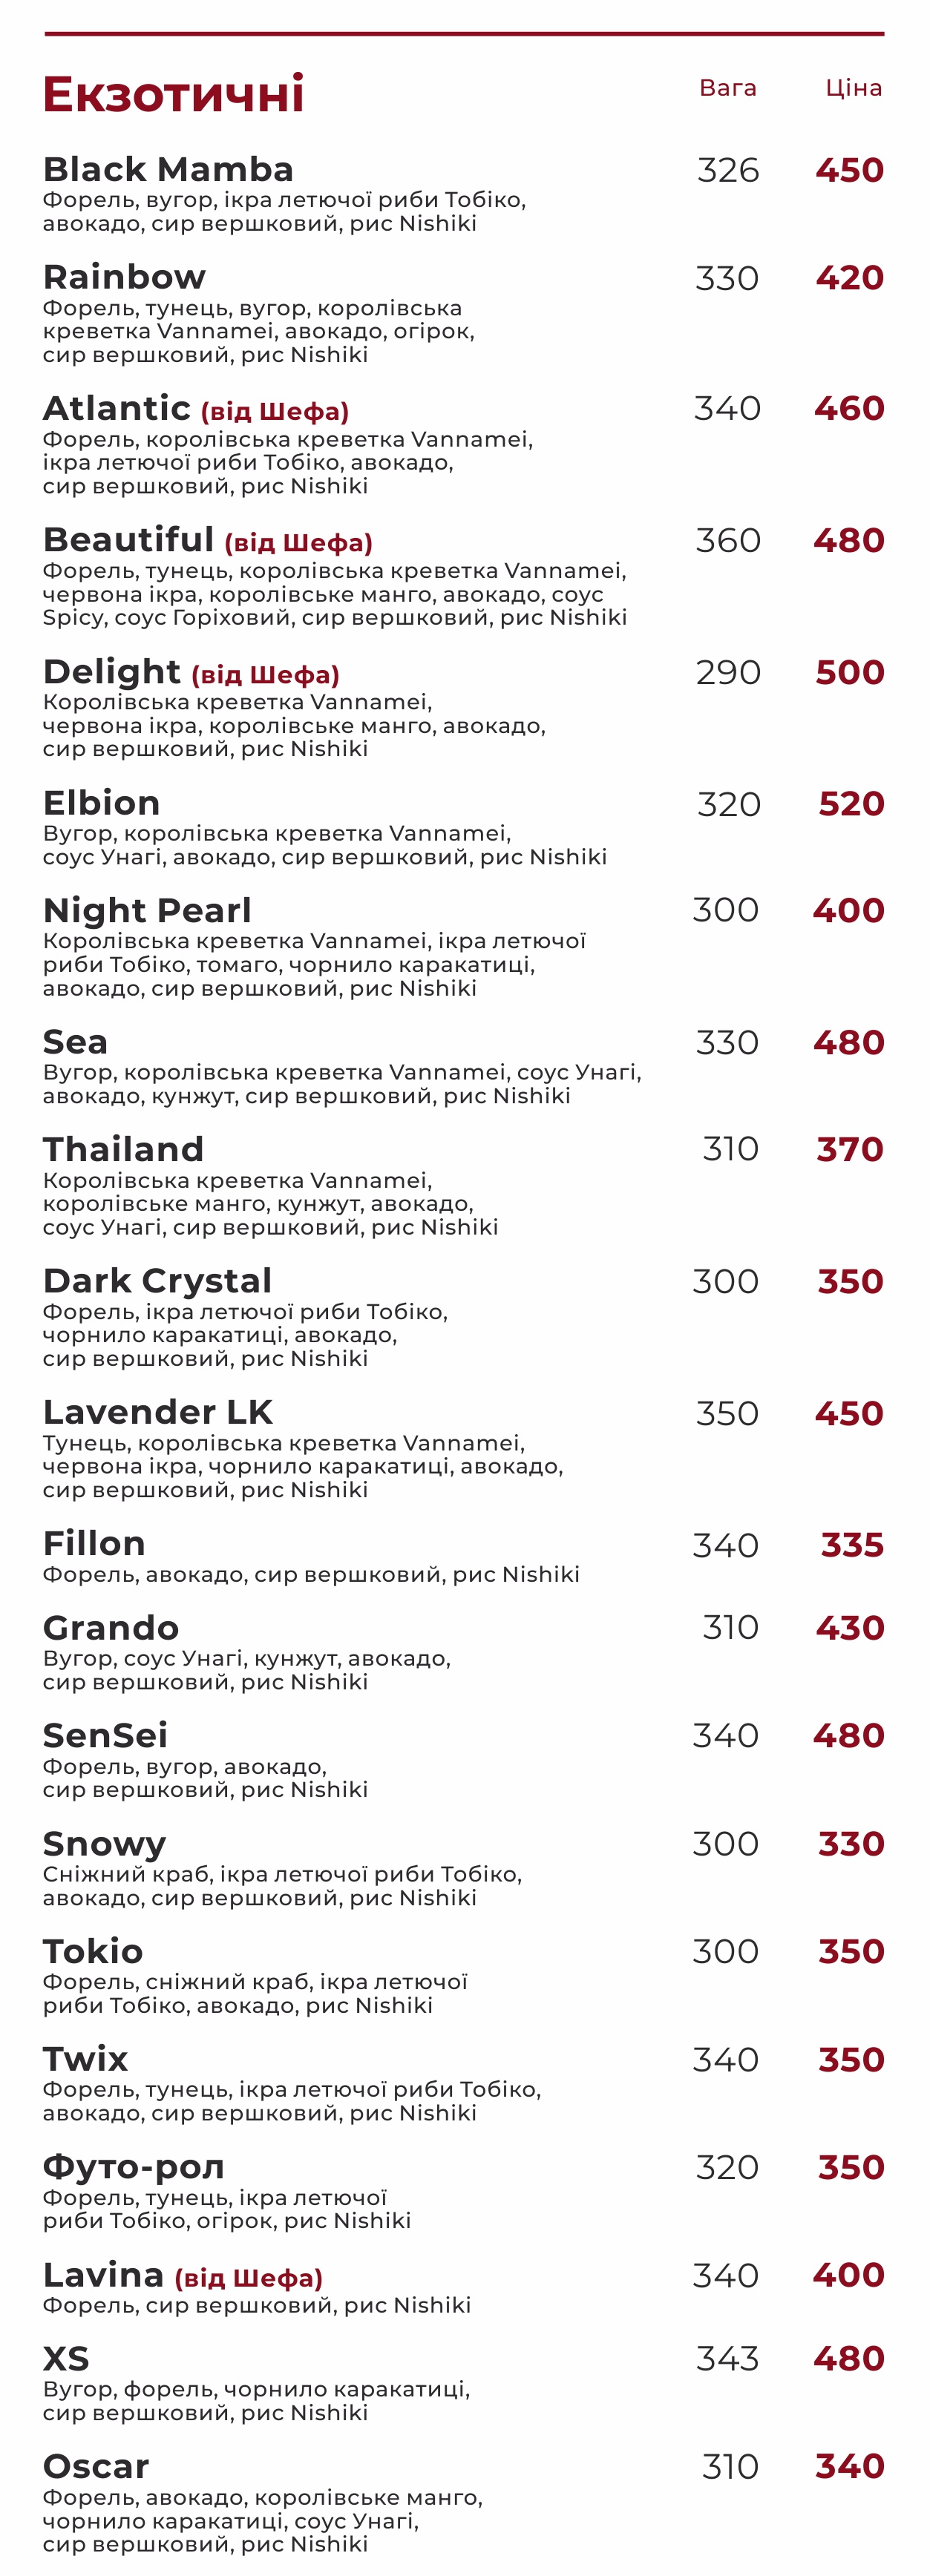 Екзотичні Вага Ціна
Black Mamba 326 450
Форель, вугор, ікра летючої риби Тобіко,
авокадо, сир вершковий, рис Nishiki
Rainbow 330 420
Форель, тунець, вугор, королівська
креветка Vannamei, авокадо, огірок,
сир вершковий, рис Nishiki
Atlantic (від Шефа) 340 460
Форель, королівська креветка Vannamei,
ікра летючої риби Тобіко, авокадо,
сир вершковий, рис Nishiki
Beautiful (від Шефа) 360 480
Форель, тунець, королівська креветка Vannamei,
червона ікра, королівське манго, авокадо, соус
Spicy, соус Горіховий, сир вершковий, рис Nishiki
Delight (від Шефа) 290 500
Королівська креветка Vannamei,
червона ікра, королівське манго, авокадо,
сир вершковий, рис Nishiki
Elbion 320 520
Вугор, королівська креветка Vannamei,
соус Унагі, авокадо, сир вершковий, рис Nishiki
Night Pearl 300 400
Королівська креветка Vannamei, ікра летючої
риби Тобіко, томаго, чорнило каракатиці,
авокадо, сир вершковий, рис Nishiki
Sea 330 480
Вугор, королівська креветка Vannamei, соус Унагі,
авокадо, кунжут, сир вершковий, рис Nishiki
Thailand 310 370
Королівська креветка Vannamei,
королівське манго, кунжут, авокадо,
соус Унагі, сир вершковий, рис Nishiki
Dark Crystal 300 350
Форель, ікра летючої риби Тобіко,
чорнило каракатиці, авокадо,
сир вершковий, рис Nishiki
Lavender LK 350 450
Тунець, королівська креветка Vannamei,
червона ікра, чорнило каракатиці, авокадо,
сир вершковий, рис Nishiki
Fillon 340 335
Форель, авокадо, сир вершковий, рис Nishiki
Grando 310 430
Вугор, соус Унагі, кунжут, авокадо,
сир вершковий, рис Nishiki
SenSei 340 480
Форель, вугор, авокадо,
сир вершковий, рис Nishiki
Snowy 300 330
Сніжний краб, ікра летючої риби Тобіко,
авокадо, сир вершковий, рис Nishiki
Tokio 300 350
Форель, сніжний краб, ікра летючої
риби Тобіко, авокадо, рис Nishiki
Twix 340 350
Форель, тунець, ікра летючої риби Тобіко,
авокадо, сир вершковий, рис Nishiki
Футо-рол 320 350
Форель, тунець, ікра летючої
риби Тобіко, огірок, рис Nishiki
Lavina (від Шефа) 340 400
Форель, сир вершковий, рис Nishiki
XS 343 480
Вугор, форель, чорнило каракатиці,
сир вершковий, рис Nishiki
Oscar 310 340
Форель, авокадо, королівське манго,
чорнило каракатиці, соус Унагі,
сир вершковий, рис Nishiki